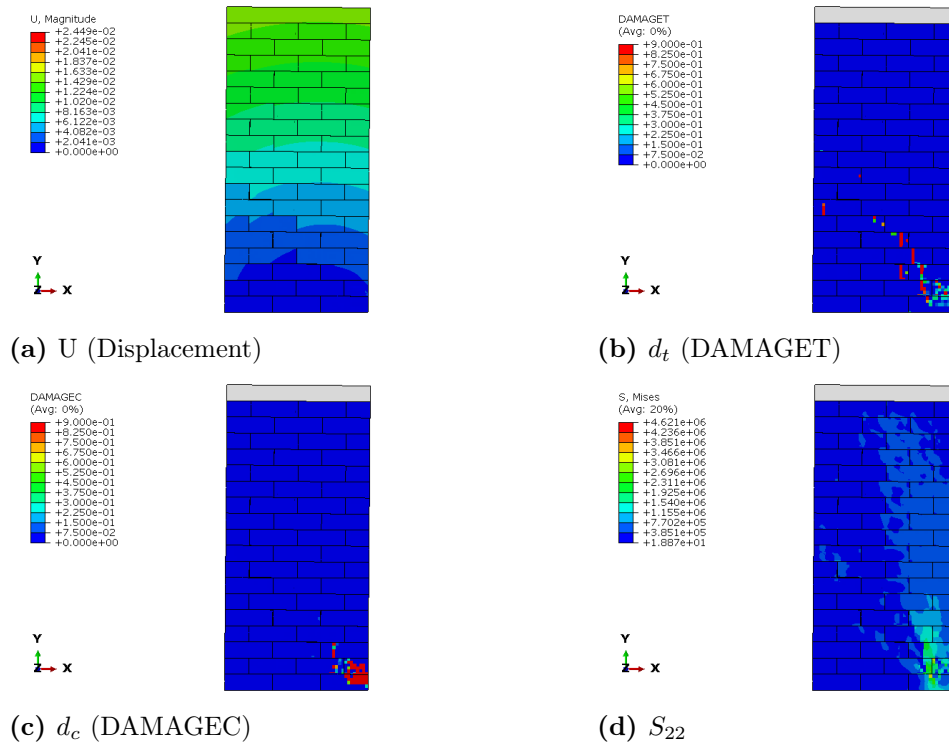 U, Magnitude
+2.449e-02
+2.245e-02
+2.041e-02
+1.837e-02
+1.633e-02
+1.429e-02
+1.224e-02
+1.020e-02
+8.163e-03
+6.122e-03
+4.082e-03
+2.041e-03
+0.000e+00
Y
Z X
(a) U (Displacement)
DAMAGET
(Avg: 0%)
+9.000e-01
+8.250e-01
+7.500e-01
+6.750e-01
+6.000e-01
+5.250e-01
+4.500e-01
+3.750e-01
+3.000e-01
+2.250e-01
+1.500e-01
+7.500e-02
+0.000e+00
Y
Z X
(b) d_t (DAMAGET)
DAMAGEC
(Avg: 0%)
+9.000e-01
+8.250e-01
+7.500e-01
+6.750e-01
+6.000e-01
+5.250e-01
+4.500e-01
+3.750e-01
+3.000e-01
+2.250e-01
+1.500e-01
+7.500e-02
+0.000e+00
Y
Z X
(c) d_c (DAMAGEC)
S, Mises
(Avg: 20%)
+4.621e+06
+4.236e+06
+3.851e+06
+3.466e+06
+3.081e+06
+2.696e+06
+2.311e+06
+1.925e+06
+1.540e+06
+1.155e+06
+7.702e+05
+3.851e+05
+1.887e+01
Y
Z X
(d) S_22